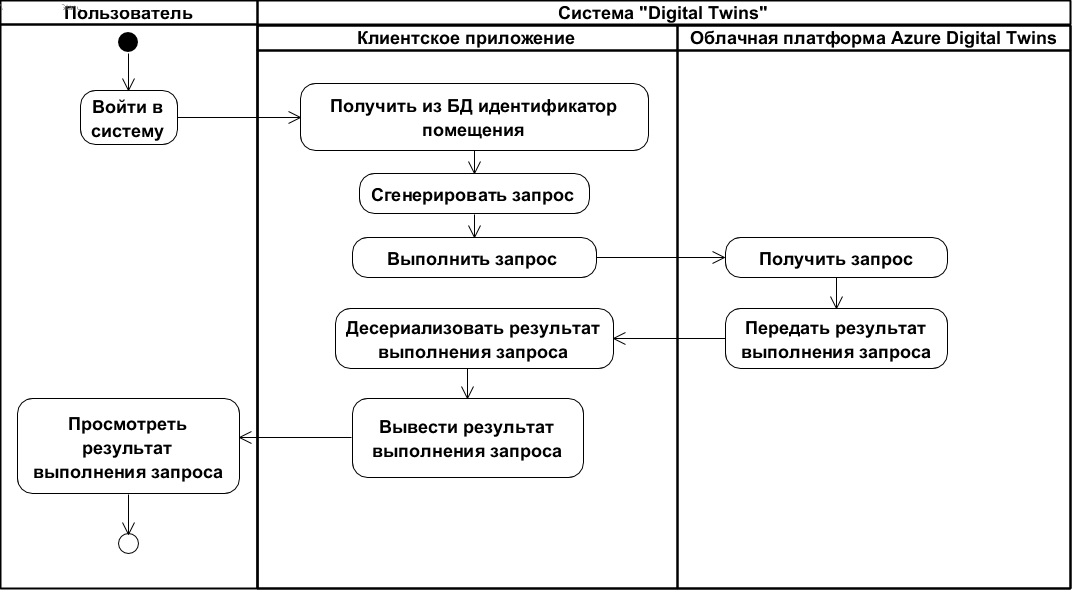 Пользователь
Система "Digital Twins"
Клиентское приложение
Облачная платформа Azure Digital Twins
Войти в
систему
Получить из БД идентификатор
помещения
Сгенерировать запрос
Выполнить запрос
Получить запрос
Десериализовать результат
выполнения запроса
Передать результат
выполнения запроса
Просмотреть
результат
выполнения запроса
Вывести результат
выполнения запроса